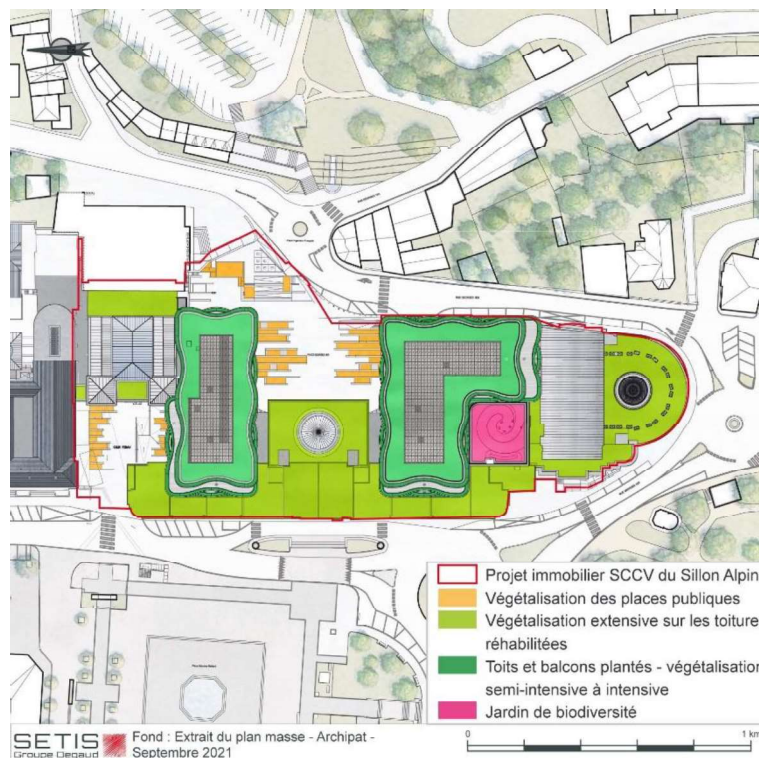 Projet immobilier SCCV du Sillon Alpin
Végétalisation des places publiques
Végétalisation extensive sur les toiture
réhabilitées
Toits et balcons plantés - végétalisation
semi-intensive à intensive
Jardin de biodiversité
SETIS
Groupe Degaud
Fond : Extrait du plan masse - Archipat -
Septembre 2021
0
1 km